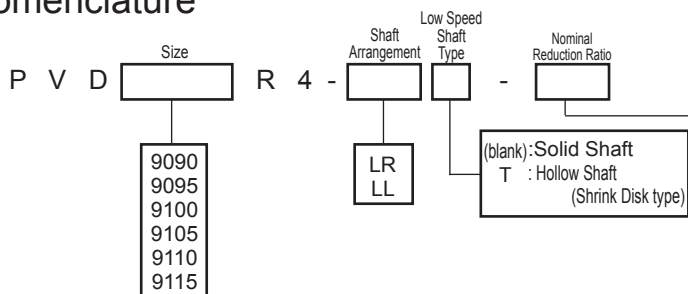 omenclature
Low Speed
Shaft
Type
Shaft
Arrangement
Size
Nominal
Reduction Ratio
P V D R 4 - -
9090
9095
9100
9105
9110
9115
LR
LL
(blank):Solid Shaft
T : Hollow Shaft
(Shrink Disk type)